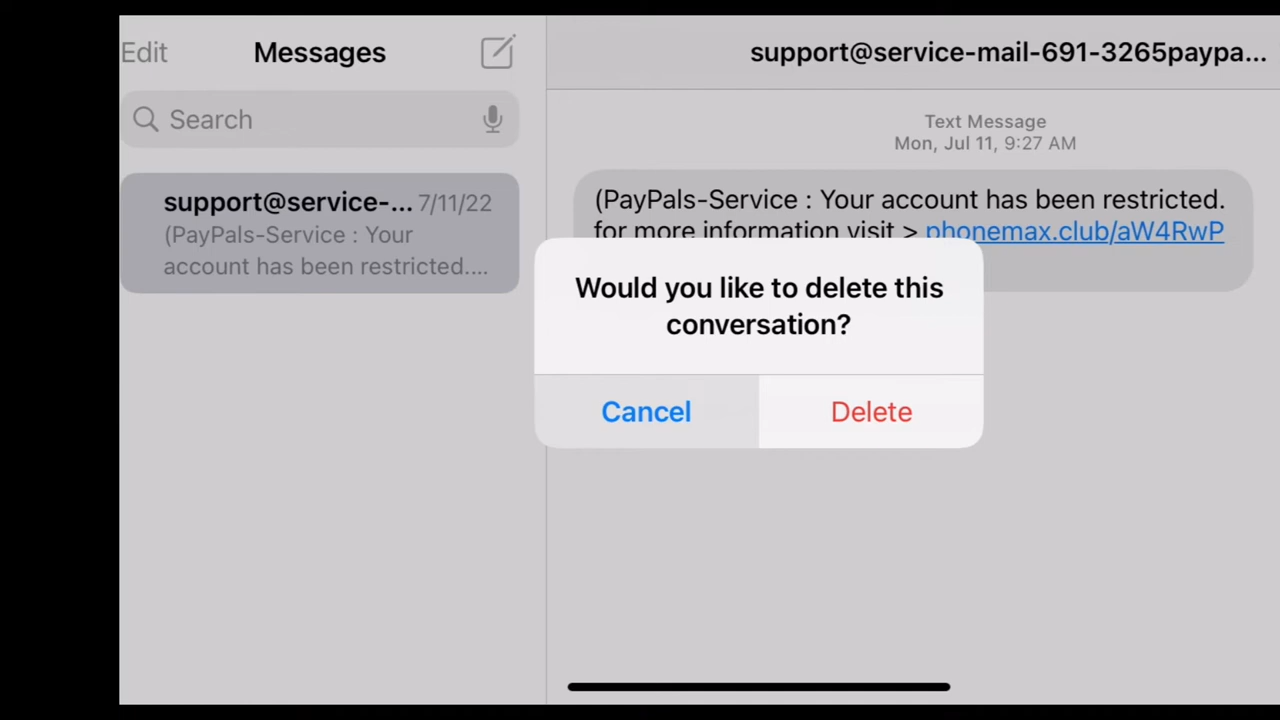 Edit
Messages
Search
support@service-... 7/11/22
(PayPals-Service : Your
account has been restricted....
support@service-mail-691-3265paypa...
Text Message
Mon, Jul 11, 9:27 AM
(PayPals-Service : Your account has been restricted.
for more information visit > phonemax.club/aW4RwP
Would you like to delete this
conversation?
Cancel
Delete